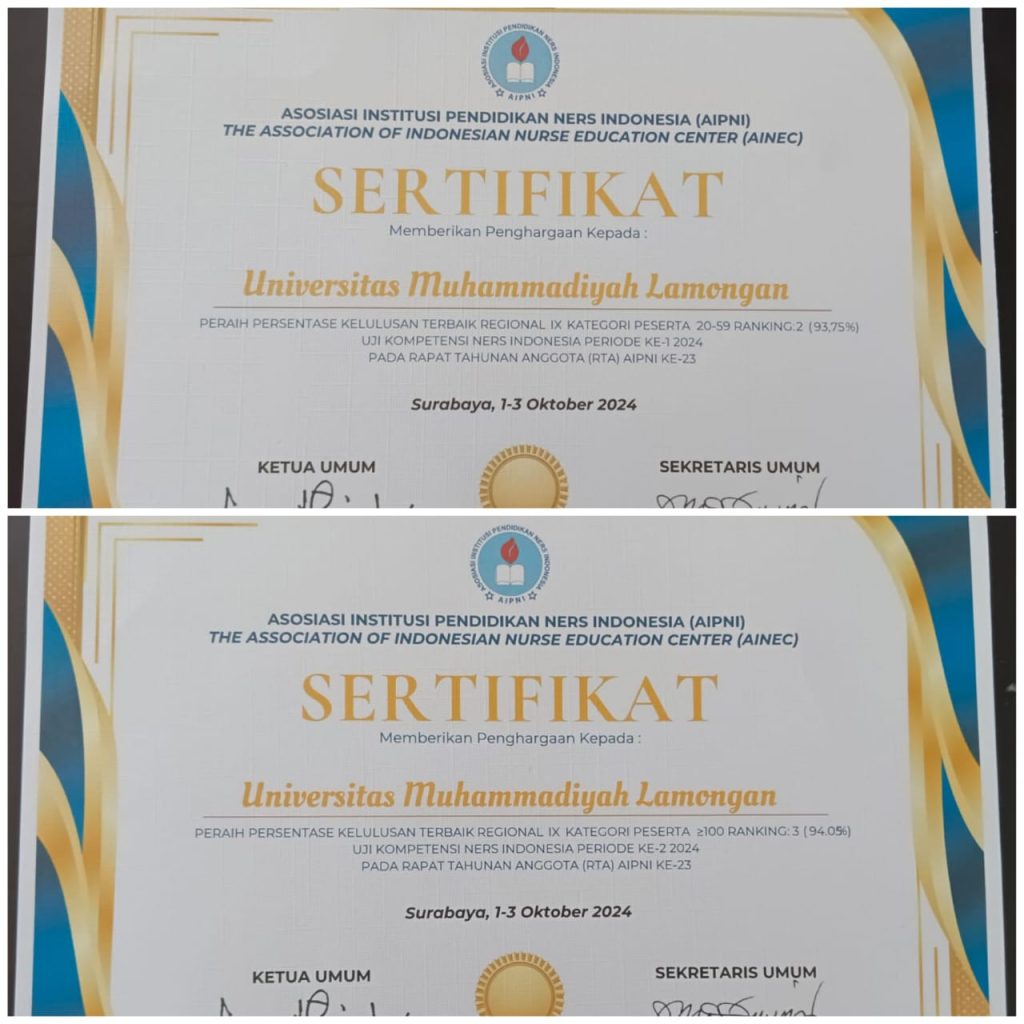 ASOSIASI INSTITUSI PENDIDIKAN NERS INDONESIA
AIPNI
ASOSIASI INSTITUSI PENDIDIKAN NERS INDONESIA (AIPNI)
THE ASSOCIATION OF INDONESIAN NURSE EDUCATION CENTER (AINEC)
SERTIFIKAT
Memberikan Penghargaan Kepada :
Universitas Muhammadiyah Lamongan
PERAIH PERSENTASE KELULUSAN TERBAIK REGIONAL IX KATEGORI PESERTA 20-59 RANKING: 2 (93,75%)
UJI KOMPETENSI NERS INDONESIA PERIODE KE-1 2024
PADA RAPAT TAHUNAN ANGGOTA (RTA) AIPNI KE-23
Surabaya, 1-3 Oktober 2024
KETUA UMUM SEKRETARIS UMUM
ASOSIASI INSTITUSI PENDIDIKAN NERS INDONESIA
AIPNI
ASOSIASI INSTITUSI PENDIDIKAN NERS INDONESIA (AIPNI)
THE ASSOCIATION OF INDONESIAN NURSE EDUCATION CENTER (AINEC)
SERTIFIKAT
Memberikan Penghargaan Kepada :
Universitas Muhammadiyah Lamongan
PERAIH PERSENTASE KELULUSAN TERBAIK REGIONAL IX KATEGORI PESERTA ≥100 RANKING: 3 (94.05%)
UJI KOMPETENSI NERS INDONESIA PERIODE KE-2 2024
PADA RAPAT TAHUNAN ANGGOTA (RTA) AIPNI KE-23
Surabaya, 1-3 Oktober 2024
KETUA UMUM SEKRETARIS UMUM